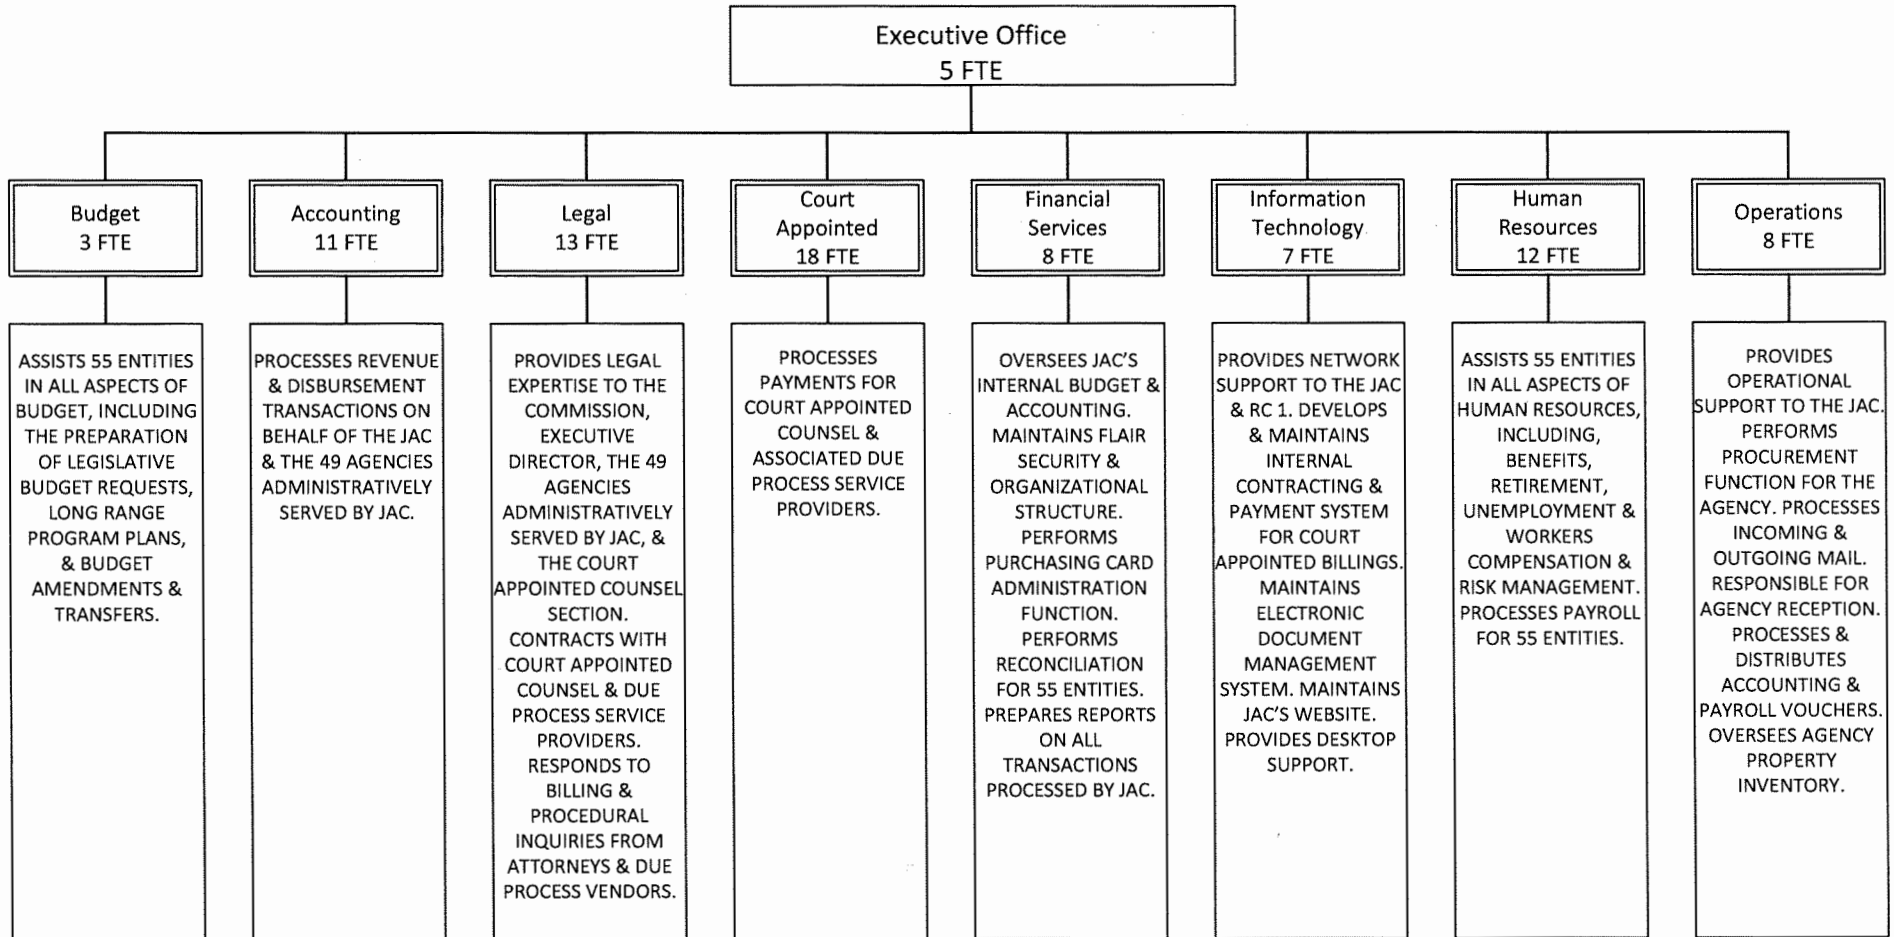 Executive Office
5 FTE
Budget
3 FTE
Accounting
11 FTE
Legal
13 FTE
Court
Appointed
18 FTE
Financial
Services
8 FTE
Information
Technology
7 FTE
Human
Resources
12 FTE
Operations
8 FTE
ASSISTS 55 ENTITIES
IN ALL ASPECTS OF
BUDGET, INCLUDING
THE PREPARATION
OF LEGISLATIVE
BUDGET REQUESTS,
LONG RANGE
PROGRAM PLANS,
& BUDGET
AMENDMENTS &
TRANSFERS.
PROCESSES REVENUE
& DISBURSEMENT
TRANSACTIONS ON
BEHALF OF THE JAC
& THE 49 AGENCIES
ADMINISTRATIVELY
SERVED BY JAC.
PROVIDES LEGAL
EXPERTISE TO THE
COMMISSION,
EXECUTIVE
DIRECTOR, THE 49
AGENCIES
ADMINISTRATIVELY
SERVED BY JAC, &
THE COURT
APPOINTED COUNSEL
SECTION.
CONTRACTS WITH
COURT APPOINTED
COUNSEL & DUE
PROCESS SERVICE
PROVIDERS.
RESPONDS TO
BILLING &
PROCEDURAL
INQUIRIES FROM
ATTORNEYS & DUE
PROCESS VENDORS.
PROCESSES
PAYMENTS FOR
COURT APPOINTED
COUNSEL &
ASSOCIATED DUE
PROCESS SERVICE
PROVIDERS.
OVERSEES JAC'S
INTERNAL BUDGET &
ACCOUNTING.
MAINTAINS FLAIR
SECURITY &
ORGANIZATIONAL
STRUCTURE.
PERFORMS
PURCHASING CARD
ADMINISTRATION
FUNCTION.
PERFORMS
RECONCILIATION
FOR 55 ENTITIES.
PREPARES REPORTS
ON ALL
TRANSACTIONS
PROCESSED BY JAC.
PROVIDES NETWORK
SUPPORT TO THE JAC
& RC 1. DEVELOPS
& MAINTAINS
INTERNAL
CONTRACTING &
PAYMENT SYSTEM
FOR COURT
APPOINTED BILLINGS.
MAINTAINS
ELECTRONIC
DOCUMENT
MANAGEMENT
SYSTEM. MAINTAINS
JAC'S WEBSITE.
PROVIDES DESKTOP
SUPPORT.
ASSISTS 55 ENTITIES
IN ALL ASPECTS OF
HUMAN RESOURCES,
INCLUDING,
BENEFITS,
RETIREMENT,
UNEMPLOYMENT &
WORKERS
COMPENSATION &
RISK MANAGEMENT.
PROCESSES PAYROLL
FOR 55 ENTITIES.
PROVIDES
OPERATIONAL
SUPPORT TO THE JAC.
PERFORMS
PROCUREMENT
FUNCTION FOR THE
AGENCY. PROCESSES
INCOMING &
OUTGOING MAIL.
RESPONSIBLE FOR
AGENCY RECEPTION.
PROCESSES &
DISTRIBUTES
ACCOUNTING &
PAYROLL VOUCHERS.
OVERSEES AGENCY
PROPERTY
INVENTORY.